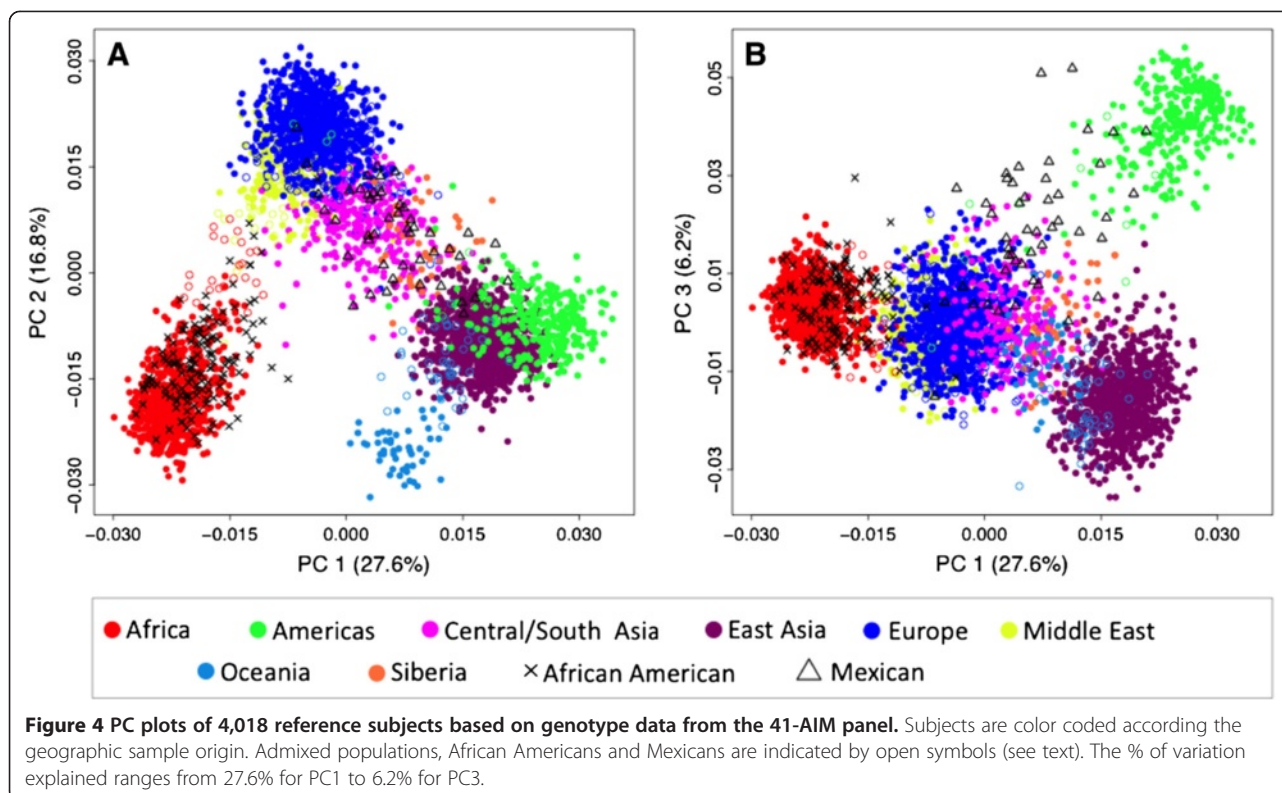 A
B
0.030
0.015
0.000
−0.015
−0.030
PC 2 (16.8%)
−0.030 −0.015 0.000 0.015 0.030
PC 1 (27.6%)
0.05
0.03
0.01
−0.01
−0.03
PC 3 (6.2%)
−0.030 −0.015 0.000 0.015 0.030
PC 1 (27.6%)
Africa Americas Central/South Asia East Asia Europe Middle East
Oceania Siberia African American Mexican
Figure 4 PC plots of 4,018 reference subjects based on genotype data from the 41-AIM panel. Subjects are color coded according the
geographic sample origin. Admixed populations, African Americans and Mexicans are indicated by open symbols (see text). The % of variation
explained ranges from 27.6% for PC1 to 6.2% for PC3.